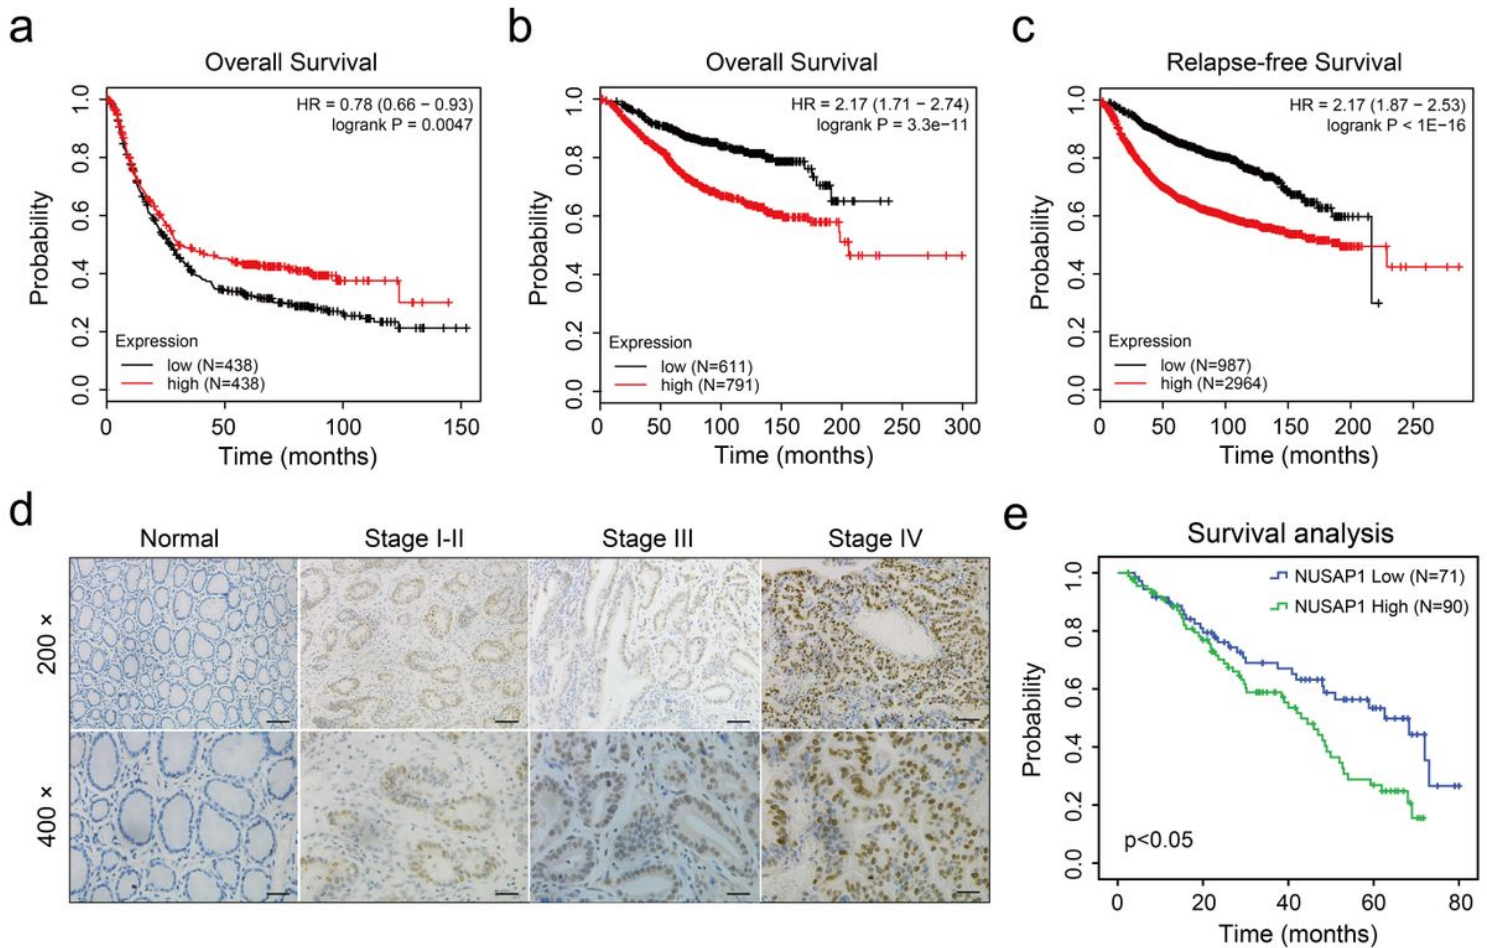 a
Overall Survival
HR = 0.78 (0.66 − 0.93)
logrank P = 0.0047
Probability
1.0
0.8
0.6
0.4
0.2
0.0
Expression
low (N=438)
high (N=438)
0 50 100 150
Time (months)
b
Overall Survival
HR = 2.17 (1.71 − 2.74)
logrank P = 3.3e−11
Probability
1.0
0.8
0.6
0.4
0.2
0.0
Expression
low (N=611)
high (N=791)
0 50 100 150 200 250 300
Time (months)
c
Relapse-free Survival
HR = 2.17 (1.87 − 2.53)
logrank P < 1E−16
Probability
1.0
0.8
0.6
0.4
0.2
0.0
Expression
low (N=987)
high (N=2964)
0 50 100 150 200 250
Time (months)
d
Normal Stage I-II Stage III Stage IV
200 ×
400 ×
e
Survival analysis
NUSAP1 Low (N=71)
NUSAP1 High (N=90)
Probability
1.0
0.8
0.6
0.4
0.2
0.0
p<0.05
0 20 40 60 80
Time (months)